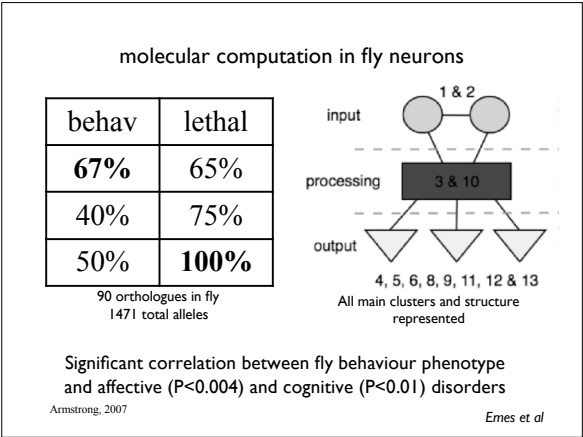 molecular computation in fly neurons
behav lethal
67% 65%
40% 75%
50% 100%
90 orthologues in fly
1471 total alleles
1 & 2
input
processing
3 & 10
output
4, 5, 6, 8, 9, 11, 12 & 13
All main clusters and structure
represented
Significant correlation between fly behaviour phenotype
and affective (P<0.004) and cognitive (P<0.01) disorders
Armstrong, 2007
Emes et al